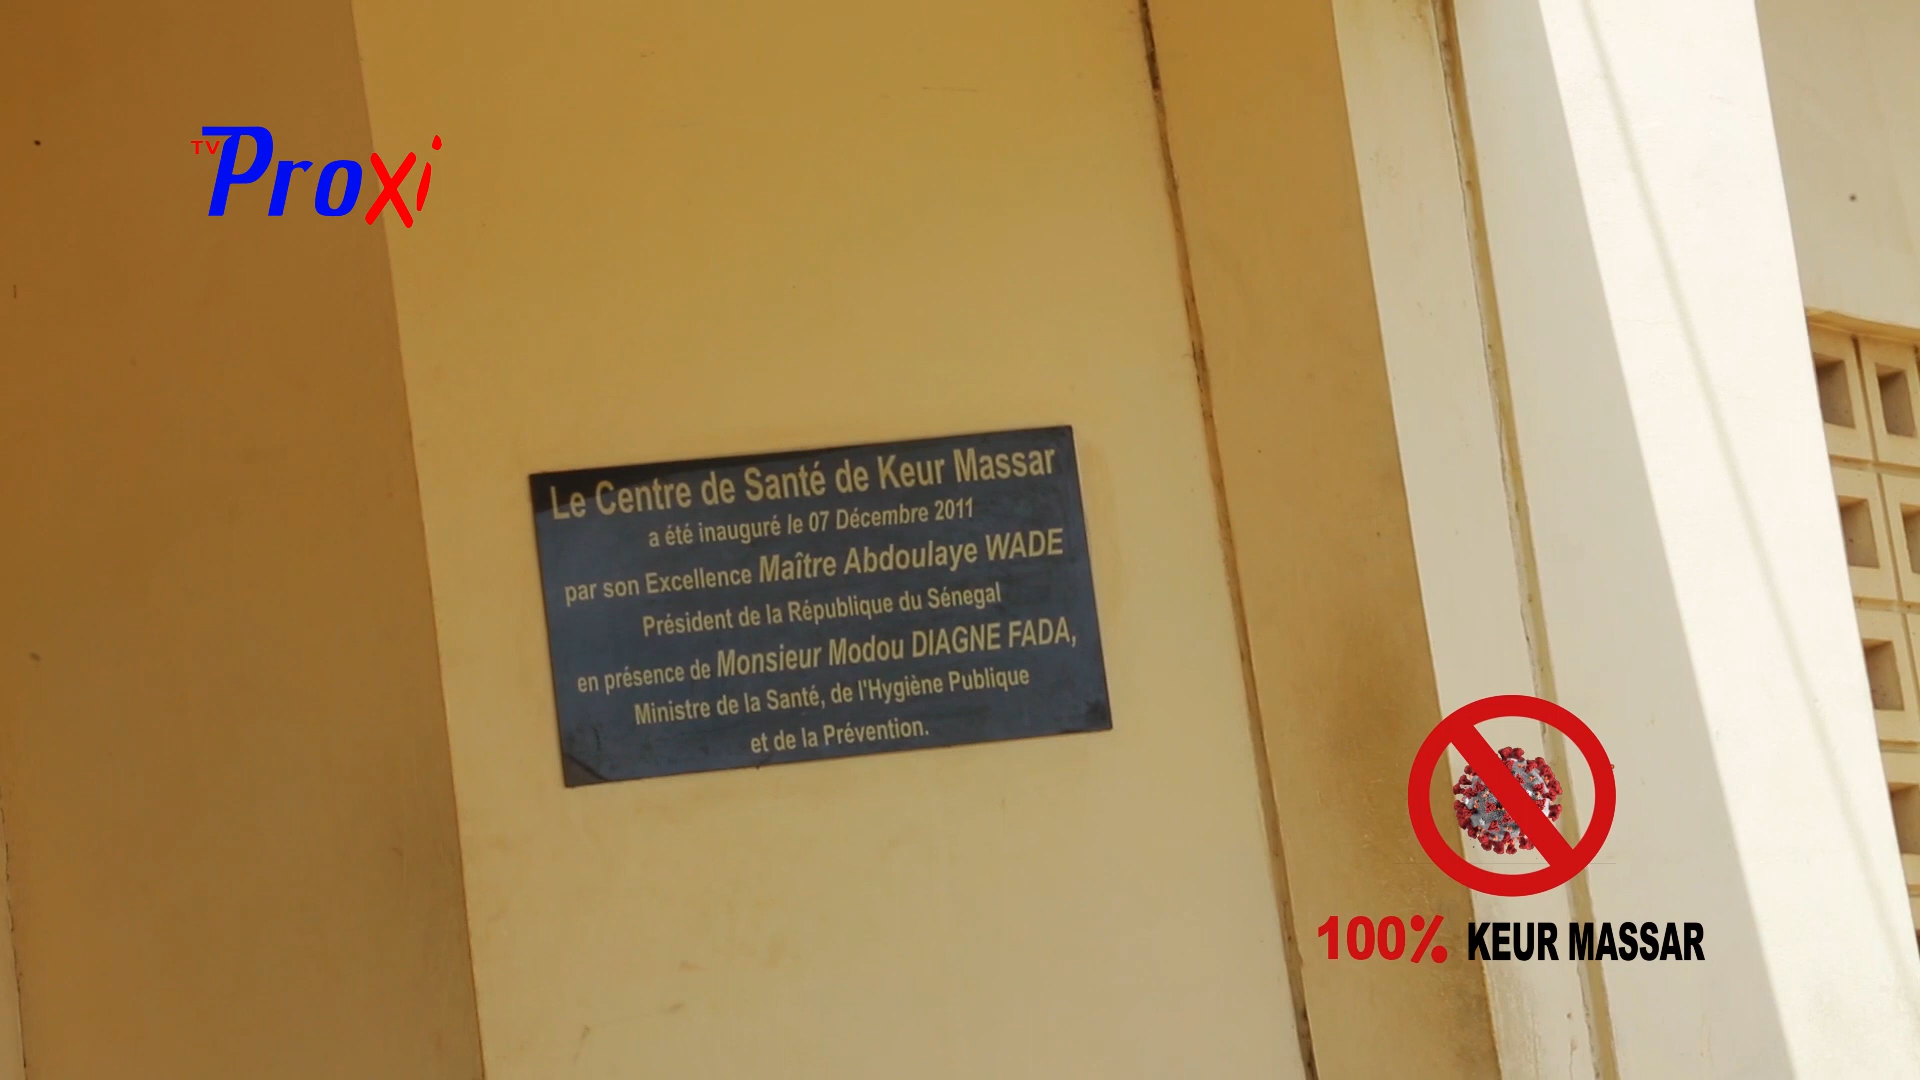 TV Proxi
Le Centre de Santé de Keur Massar
a été inauguré le 07 Décembre 2011
par son Excellence Maître Abdoulaye WADE
Président de la République du Sénegal
en présence de Monsieur Modou DIAGNE FADA,
Ministre de la Santé, de l'Hygiène Publique
et de la Prévention.
100% KEUR MASSAR